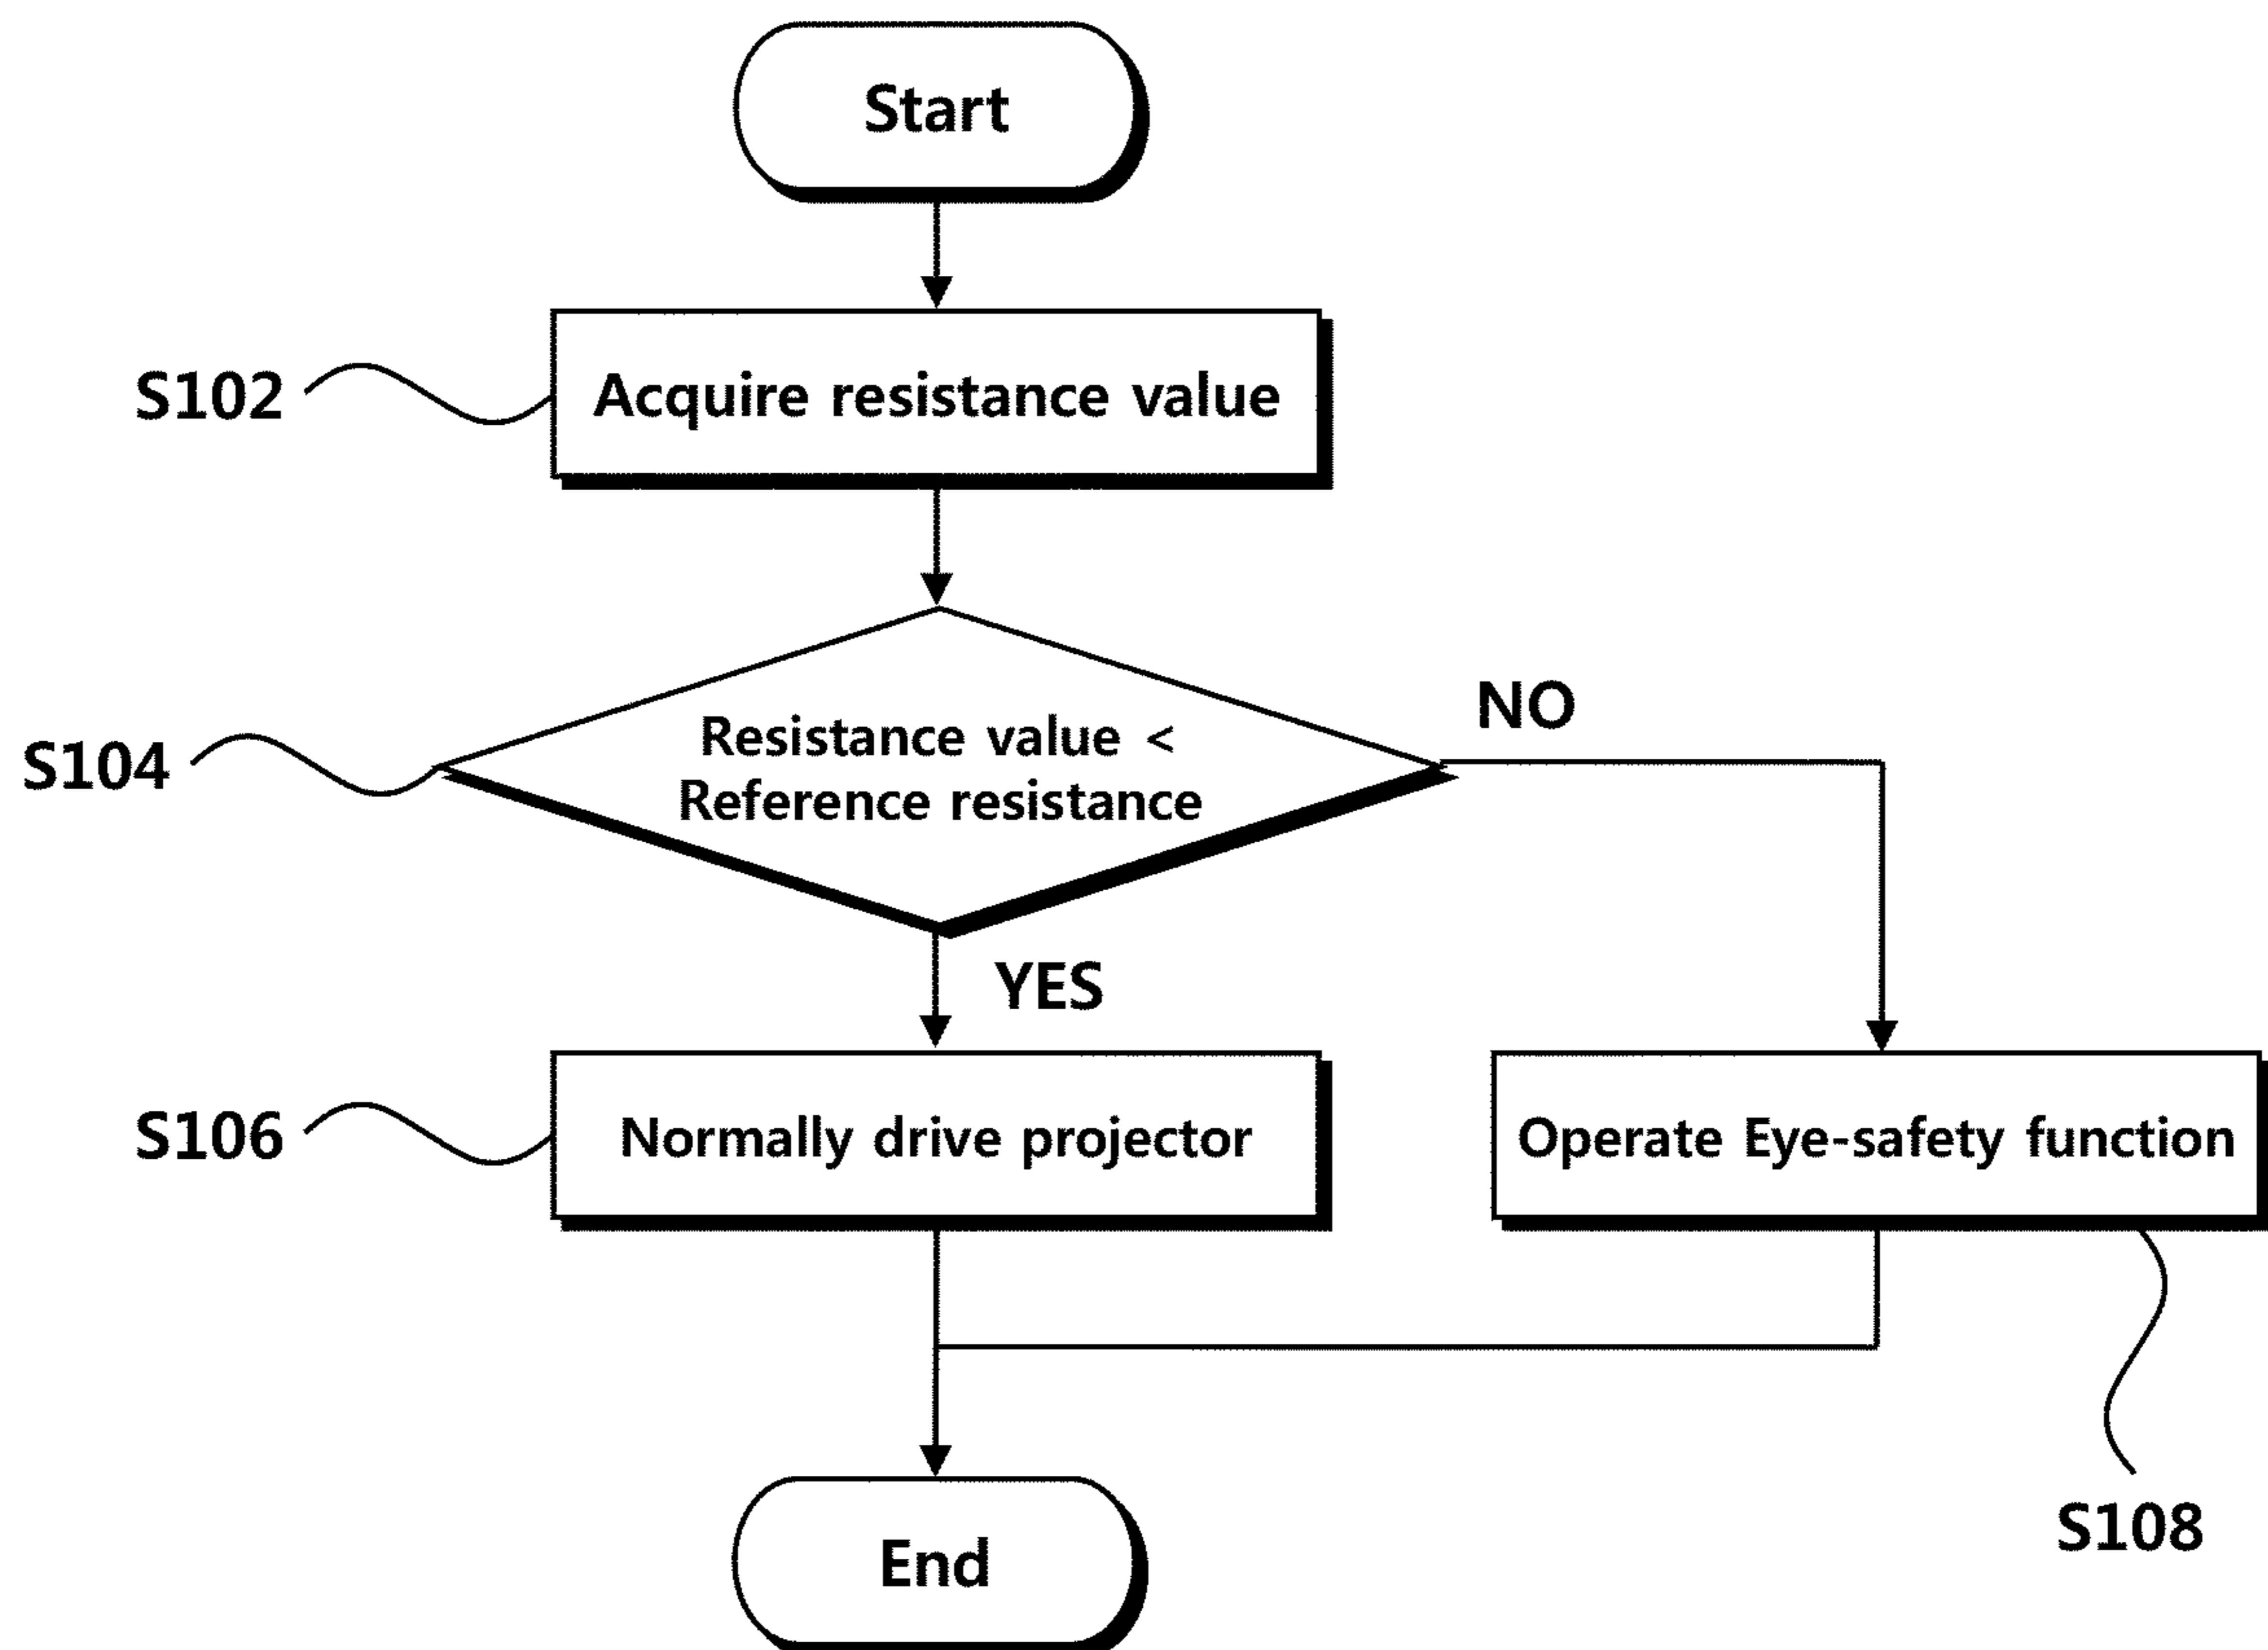 Start
S102
Acquire resistance value
S104
Resistance value <
Reference resistance
NO
YES
S106
Normally drive projector
Operate Eye-safety function
S108
End